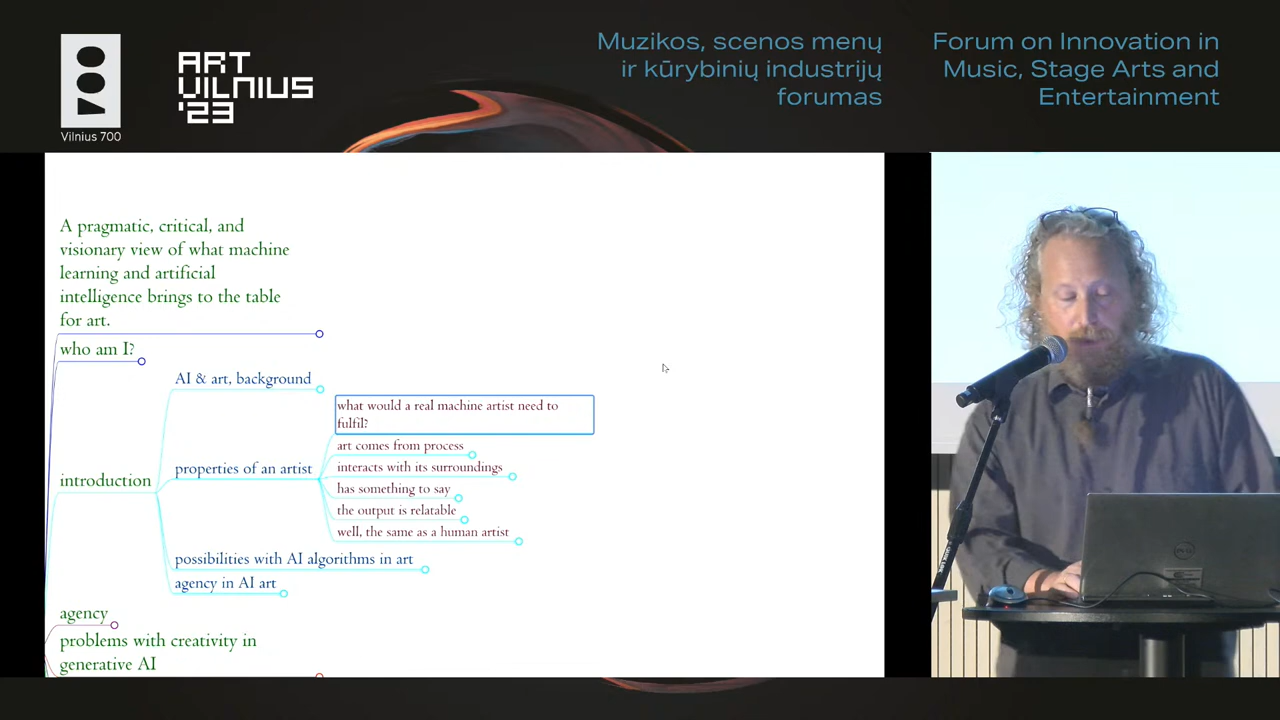 Vilnius 700
ART
VILNIUS
'23
Muzikos, scenos menų
ir kūrybinių industrijų
forumas
Forum on Innovation in
Music, Stage Arts and
Entertainment
A pragmatic, critical, and
visionary view of what machine
learning and artificial
intelligence brings to the table
for art.
who am I?
introduction
AI & art, background
properties of an artist
what would a real machine artist need to
fulfil?
art comes from process
interacts with its surroundings
has something to say
the output is relatable
well, the same as a human artist
possibilities with AI algorithms in art
agency in AI art
agency
problems with creativity in
generative AI
DELL